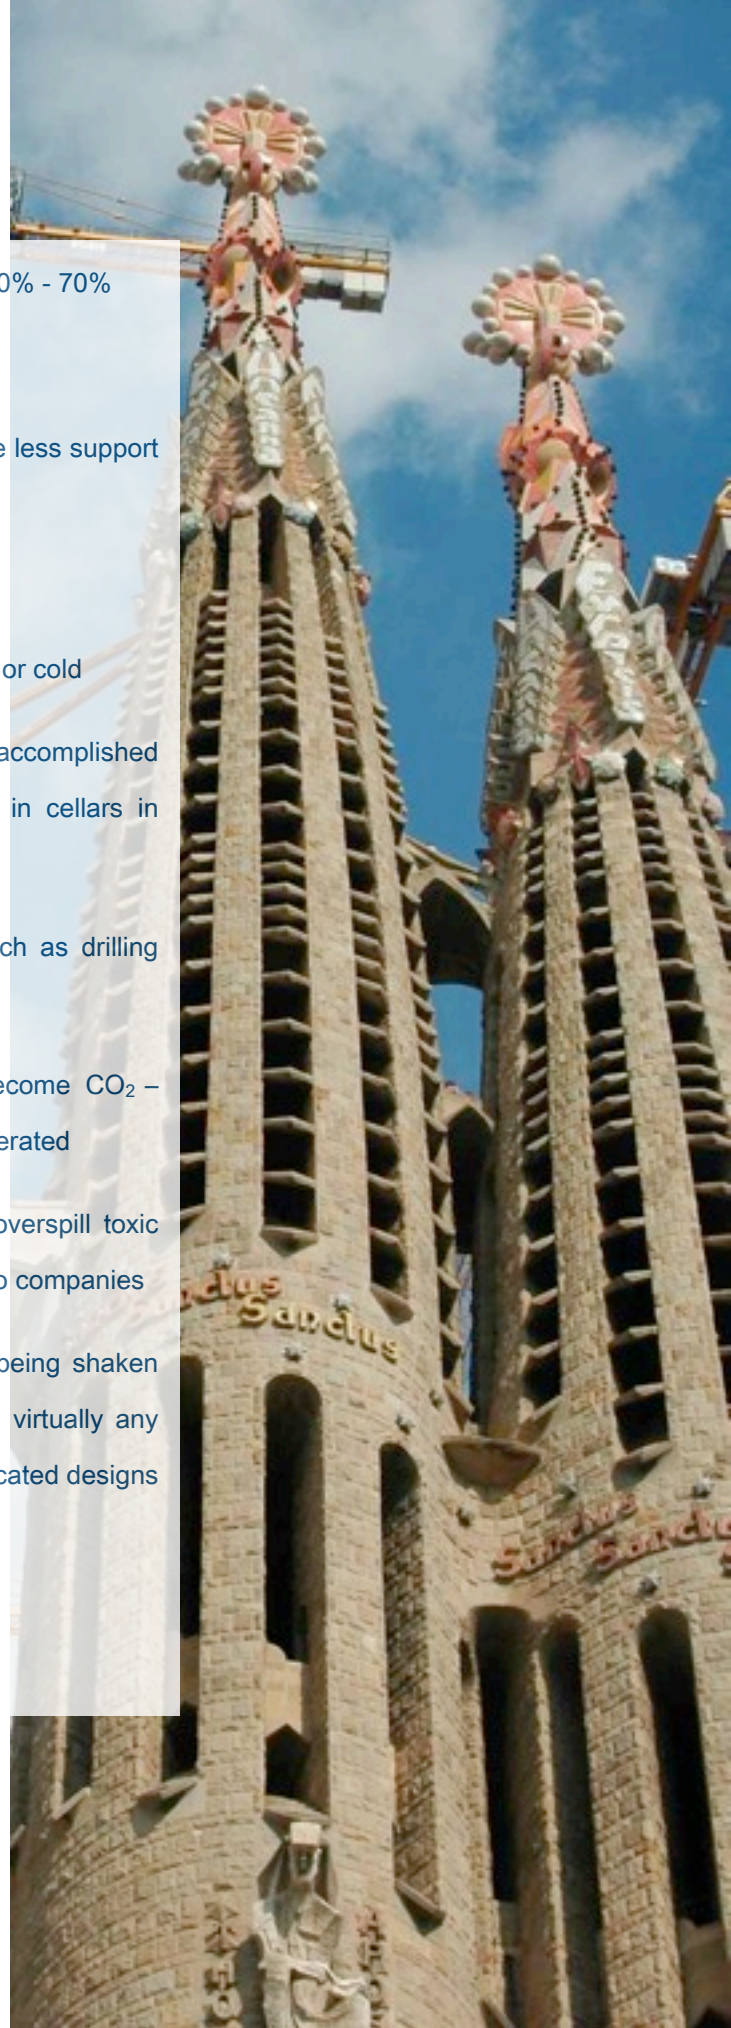 0% - 70%
e less support
or cold
accomplished
in cellars in
ch as drilling
ecome CO₂ –
erated
overspill toxic
o companies
being shaken
virtually any
cated designs
Sanctus
Sanctus
Sanctus